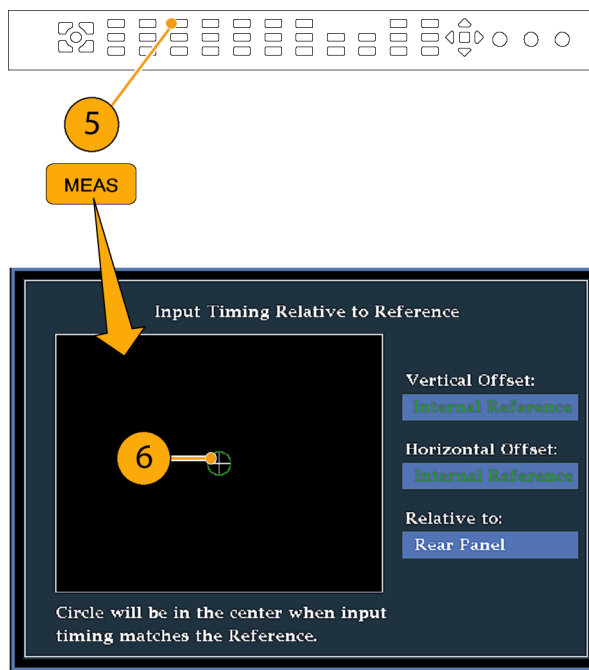 5
MEAS
Input Timing Relative to Reference
Vertical Offset:
Internal Reference
6
Horizontal Offset:
Internal Reference
Relative to:
Rear Panel
Circle will be in the center when input
timing matches the Reference.